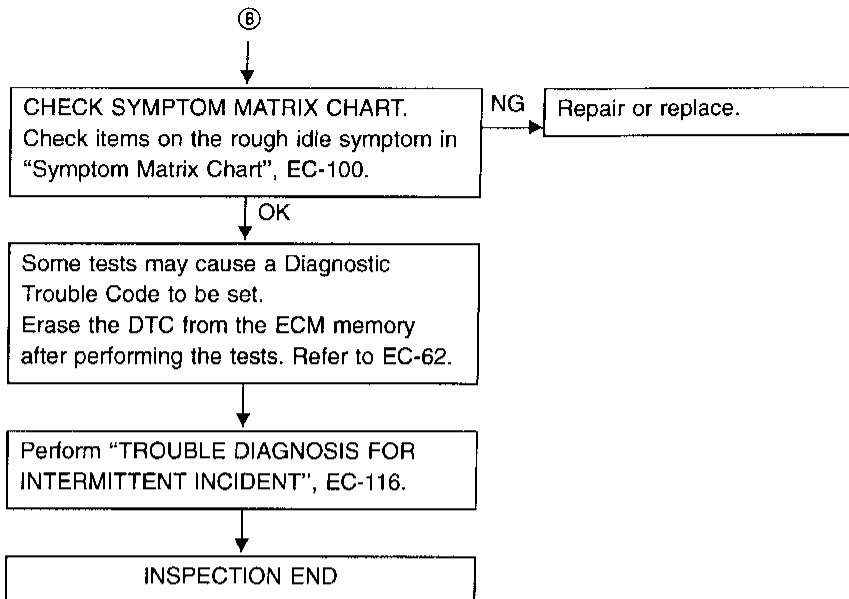 B
CHECK SYMPTOM MATRIX CHART.
Check items on the rough idle symptom in
"Symptom Matrix Chart", EC-100.
NG
Repair or replace.
OK
Some tests may cause a Diagnostic
Trouble Code to be set.
Erase the DTC from the ECM memory
after performing the tests. Refer to EC-62.
Perform "TROUBLE DIAGNOSIS FOR
INTERMITTENT INCIDENT", EC-116.
INSPECTION END